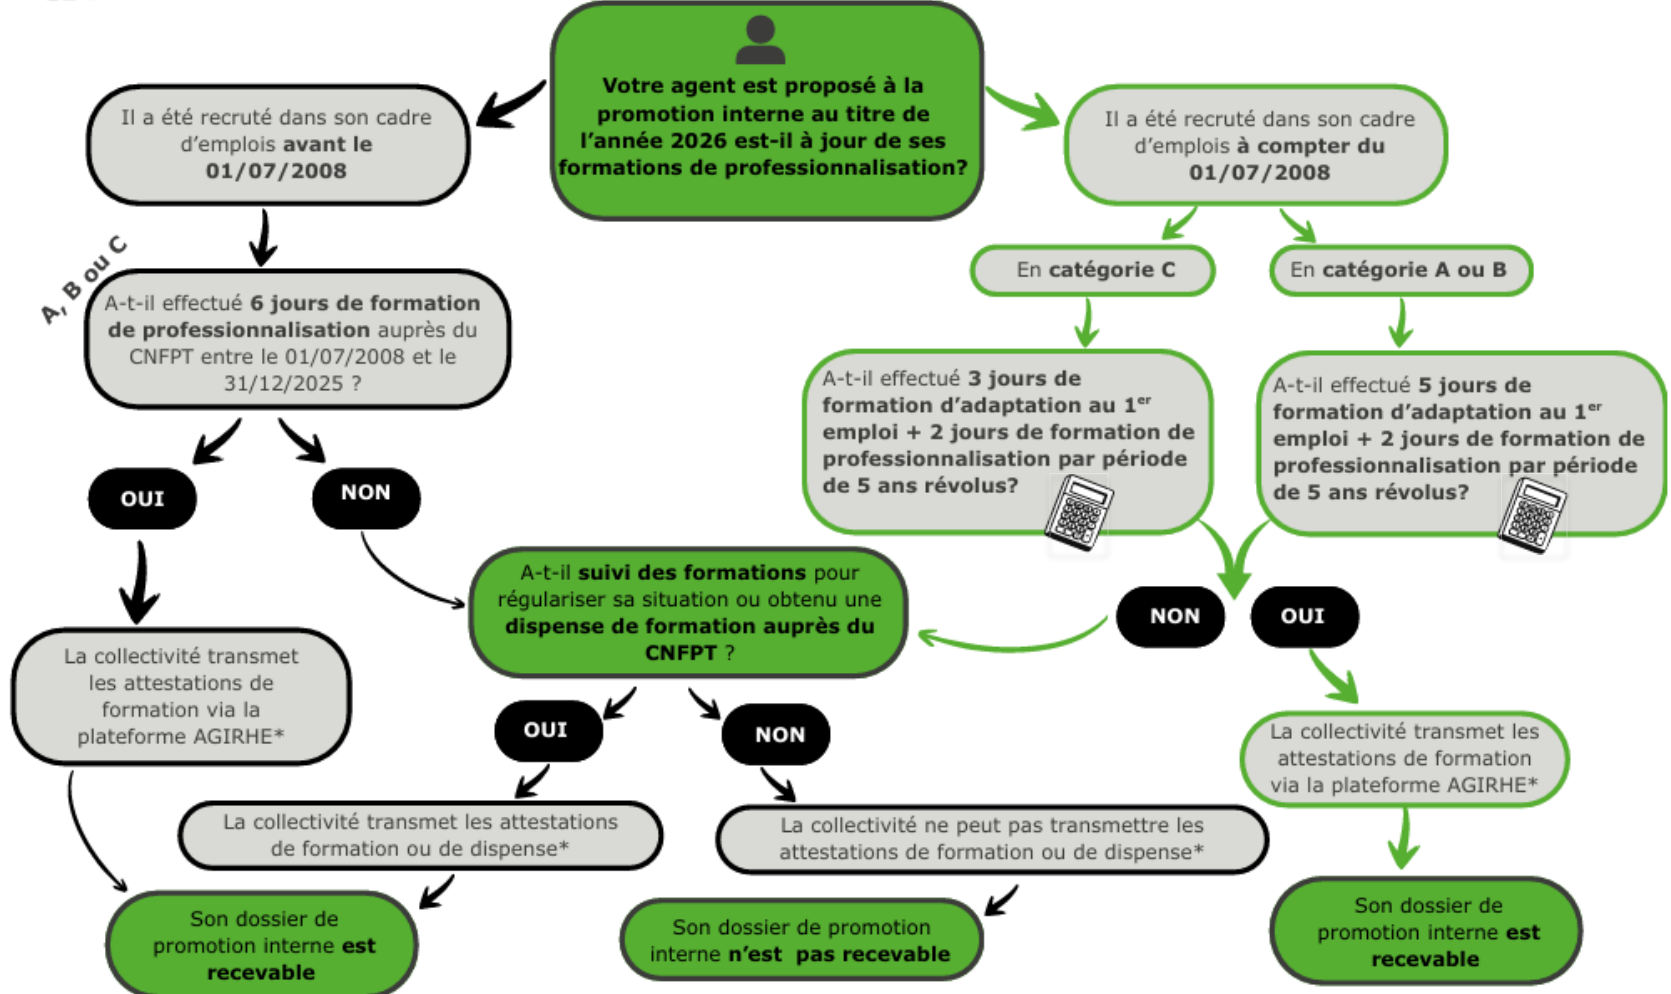 Votre agent est proposé à la
promotion interne au titre de
l'année 2026 est-il à jour de ses
formations de professionnalisation?
Il a été recruté dans son cadre
d'emplois avant le
01/07/2008
A, B ou C
A-t-il effectué 6 jours de formation
de professionnalisation auprès du
CNFPT entre le 01/07/2008 et le
31/12/2025 ?
OUI
NON
La collectivité transmet
les attestations de
formation via la
plateforme AGIRHE*
Il a été recruté dans son cadre
d'emplois à compter du
01/07/2008
En catégorie C
En catégorie A ou B
A-t-il effectué 3 jours de
formation d'adaptation au 1er
emploi + 2 jours de formation de
professionnalisation par période
de 5 ans révolus?
A-t-il effectué 5 jours de
formation d'adaptation au 1er
emploi + 2 jours de formation de
professionnalisation par période
de 5 ans révolus?
NON
OUI
A-t-il suivi des formations pour
régulariser sa situation ou obtenu une
dispense de formation auprès du
CNFPT ?
OUI
NON
La collectivité transmet les attestations
de formation ou de dispense*
La collectivité ne peut pas transmettre les
attestations de formation ou de dispense*
La collectivité transmet les
attestations de formation
via la plateforme AGIRHE*
Son dossier de
promotion interne est
recevable
Son dossier de promotion
interne n'est pas recevable
Son dossier de
promotion interne est
recevable